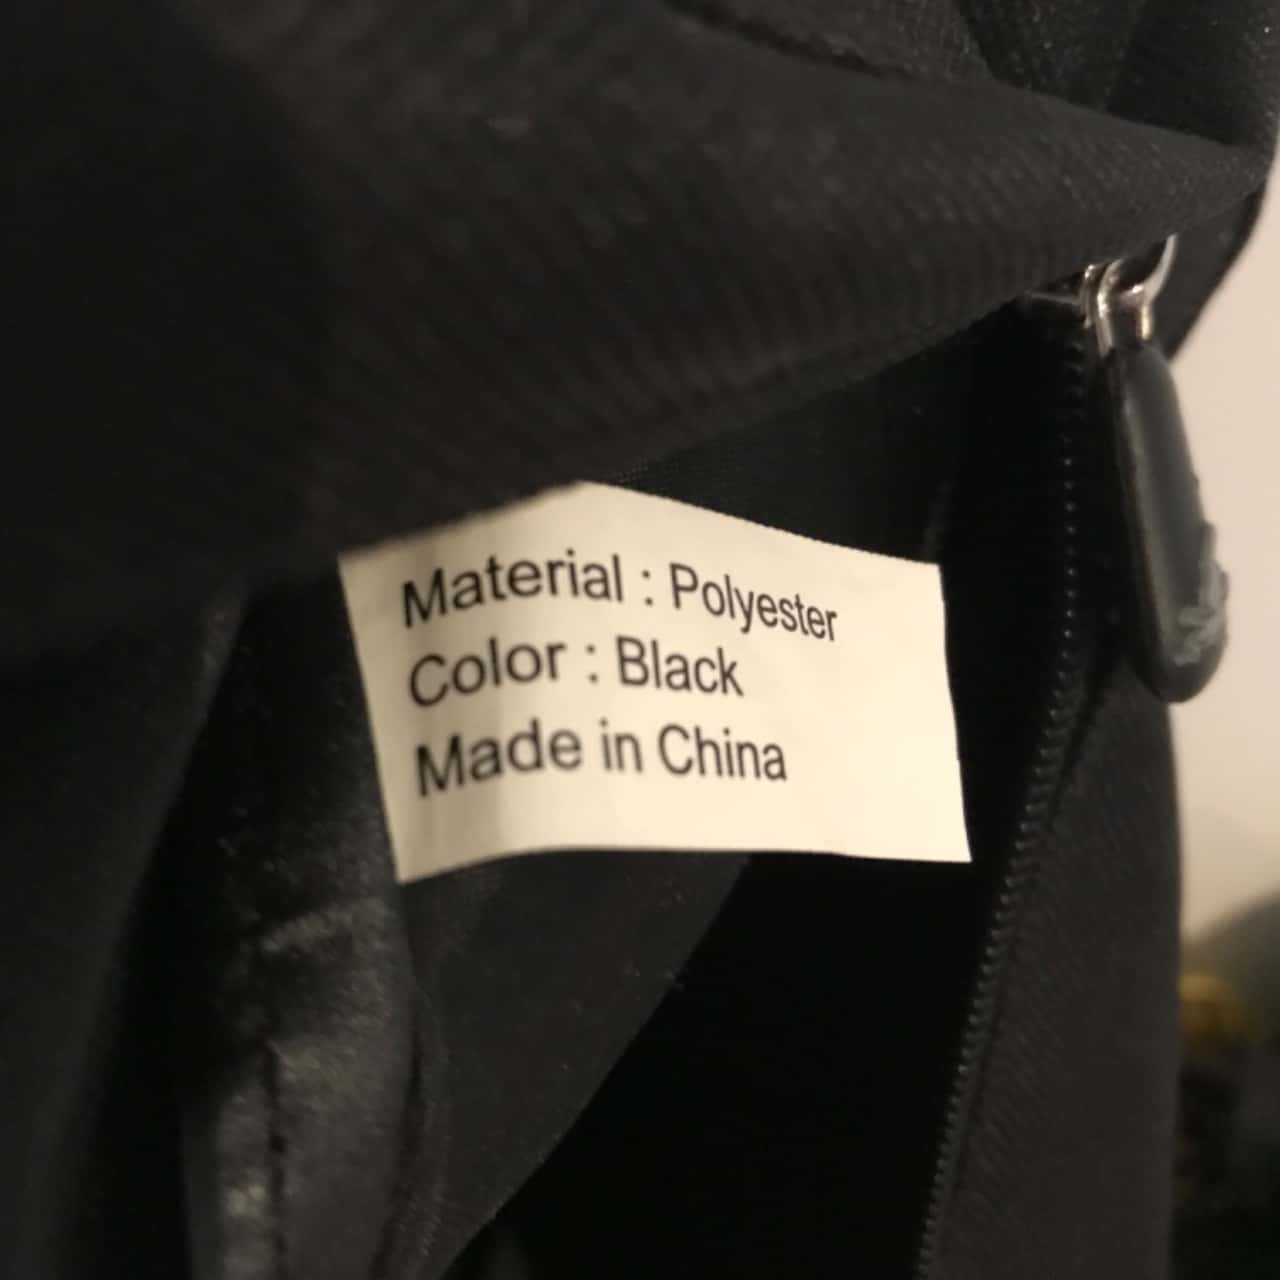 Material : Polyester
Color : Black
Made in China